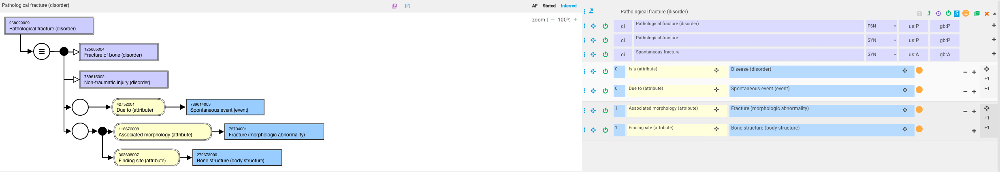 Pathological fracture (disorder)
AF Stated Inferred
zoom | − 100% +
268029009
Pathological fracture (disorder)
125605004
Fracture of bone (disorder)
789615002
Non-traumatic injury (disorder)
42752001
Due to (attribute)
789614003
Spontaneous event (event)
116676008
Associated morphology (attribute)
72704001
Fracture (morphologic abnormality)
363698007
Finding site (attribute)
272673000
Bone structure (body structure)
Pathological fracture (disorder)
S
ci Pathological fracture (disorder) FSN us:P gb:P
ci Pathological fracture SYN us:P gb:P
ci Spontaneous fracture SYN us:A gb:A
0 Is a (attribute) Disease (disorder)
+1
0 Due to (attribute) Spontaneous event (event) +1
1 Associated morphology (attribute) Fracture (morphologic abnormality)
+1
1 Finding site (attribute) Bone structure (body structure) +1